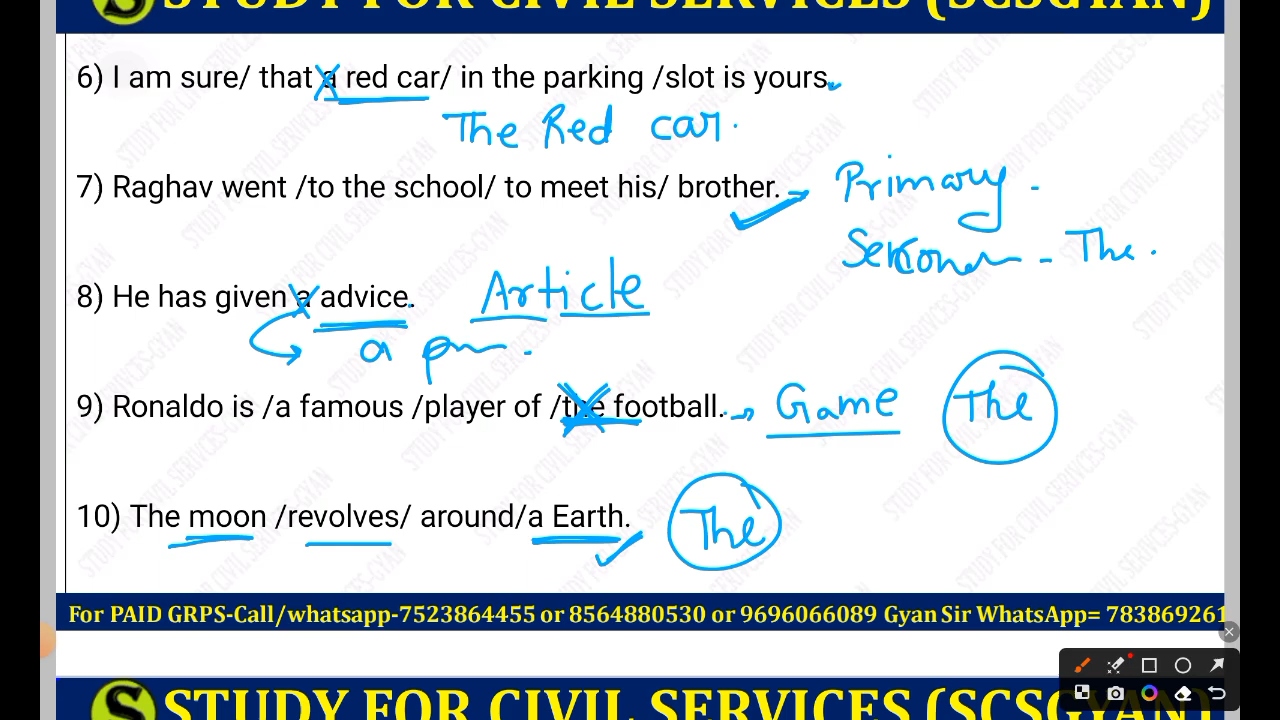 STUDY FOR CIVIL SERVICES (SCSGYAN)
6) I am sure/ that a red car/ in the parking /slot is yours.
The Red car.
7) Raghav went /to the school/ to meet his/ brother.
Primary -
- The.
8) He has given a advice.
Article
a
9) Ronaldo is /a famous /player of /the football.
Game
The
10) The moon /revolves/ around/a Earth.
The
For PAID GRPS-Call/whatsapp-7523864455 or 8564880530 or 9696066089 Gyan Sir WhatsApp= 783869261
STUDY FOR CIVIL SERVICES (SCSGYAN)